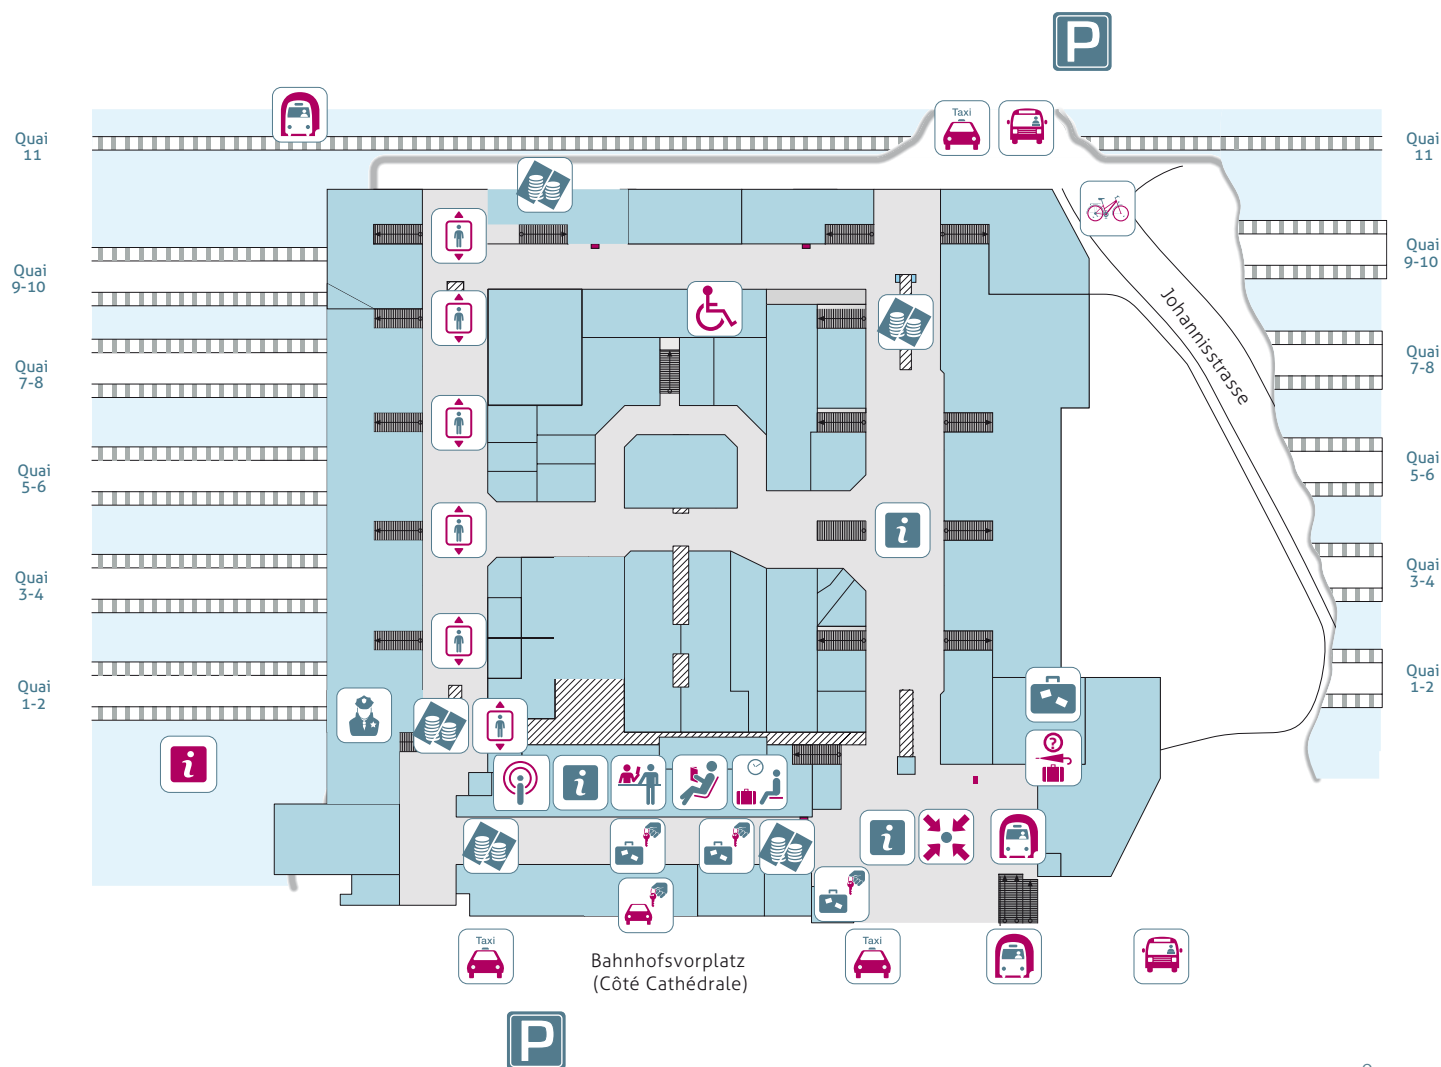 P
Taxi
Quai
11
Quai
11
Quai
9-10
Quai
9-10
Johannisstrasse
Quai
7-8
Quai
7-8
Quai
5-6
Quai
5-6
i
Quai
3-4
Quai
3-4
Quai
1-2
Quai
1-2
i
?
i
i
Taxi
Taxi
Bahnhofsvorplatz
(Côté Cathédrale)
P